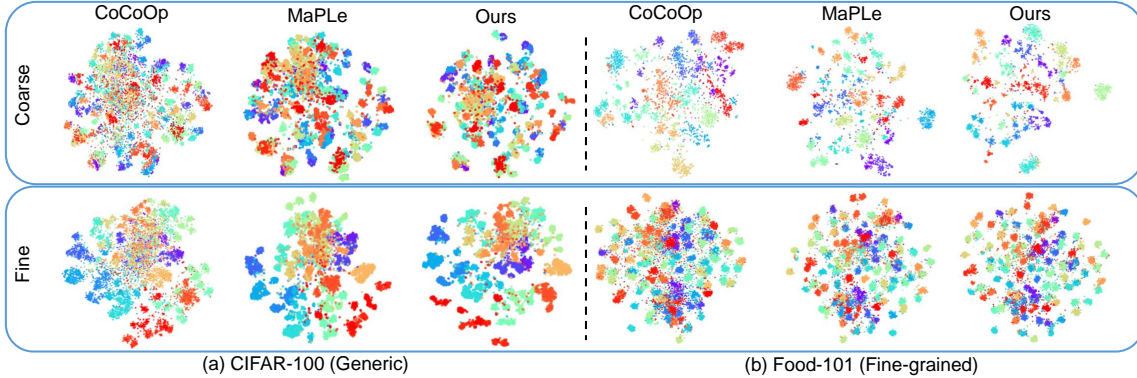 CoCoOp MaPLe Ours CoCoOp MaPLe Ours
Coarse
Fine
(a) CIFAR-100 (Generic) (b) Food-101 (Fine-grained)